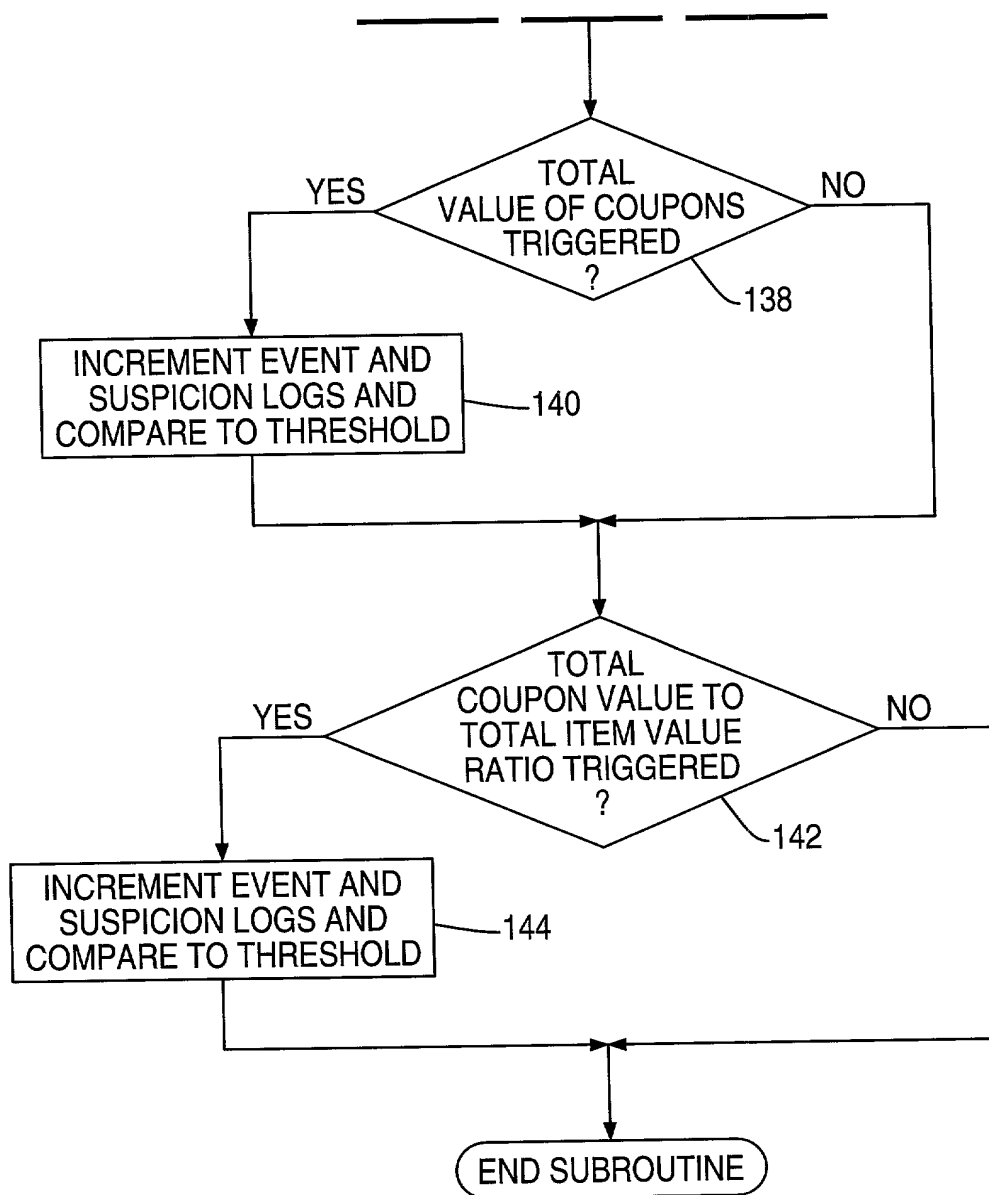 TOTAL
VALUE OF COUPONS
TRIGGERED
?
YES
NO
138
INCREMENT EVENT AND
SUSPICION LOGS AND
COMPARE TO THRESHOLD
140
TOTAL
COUPON VALUE TO
TOTAL ITEM VALUE
RATIO TRIGGERED
?
YES
NO
142
INCREMENT EVENT AND
SUSPICION LOGS AND
COMPARE TO THRESHOLD
144
END SUBROUTINE